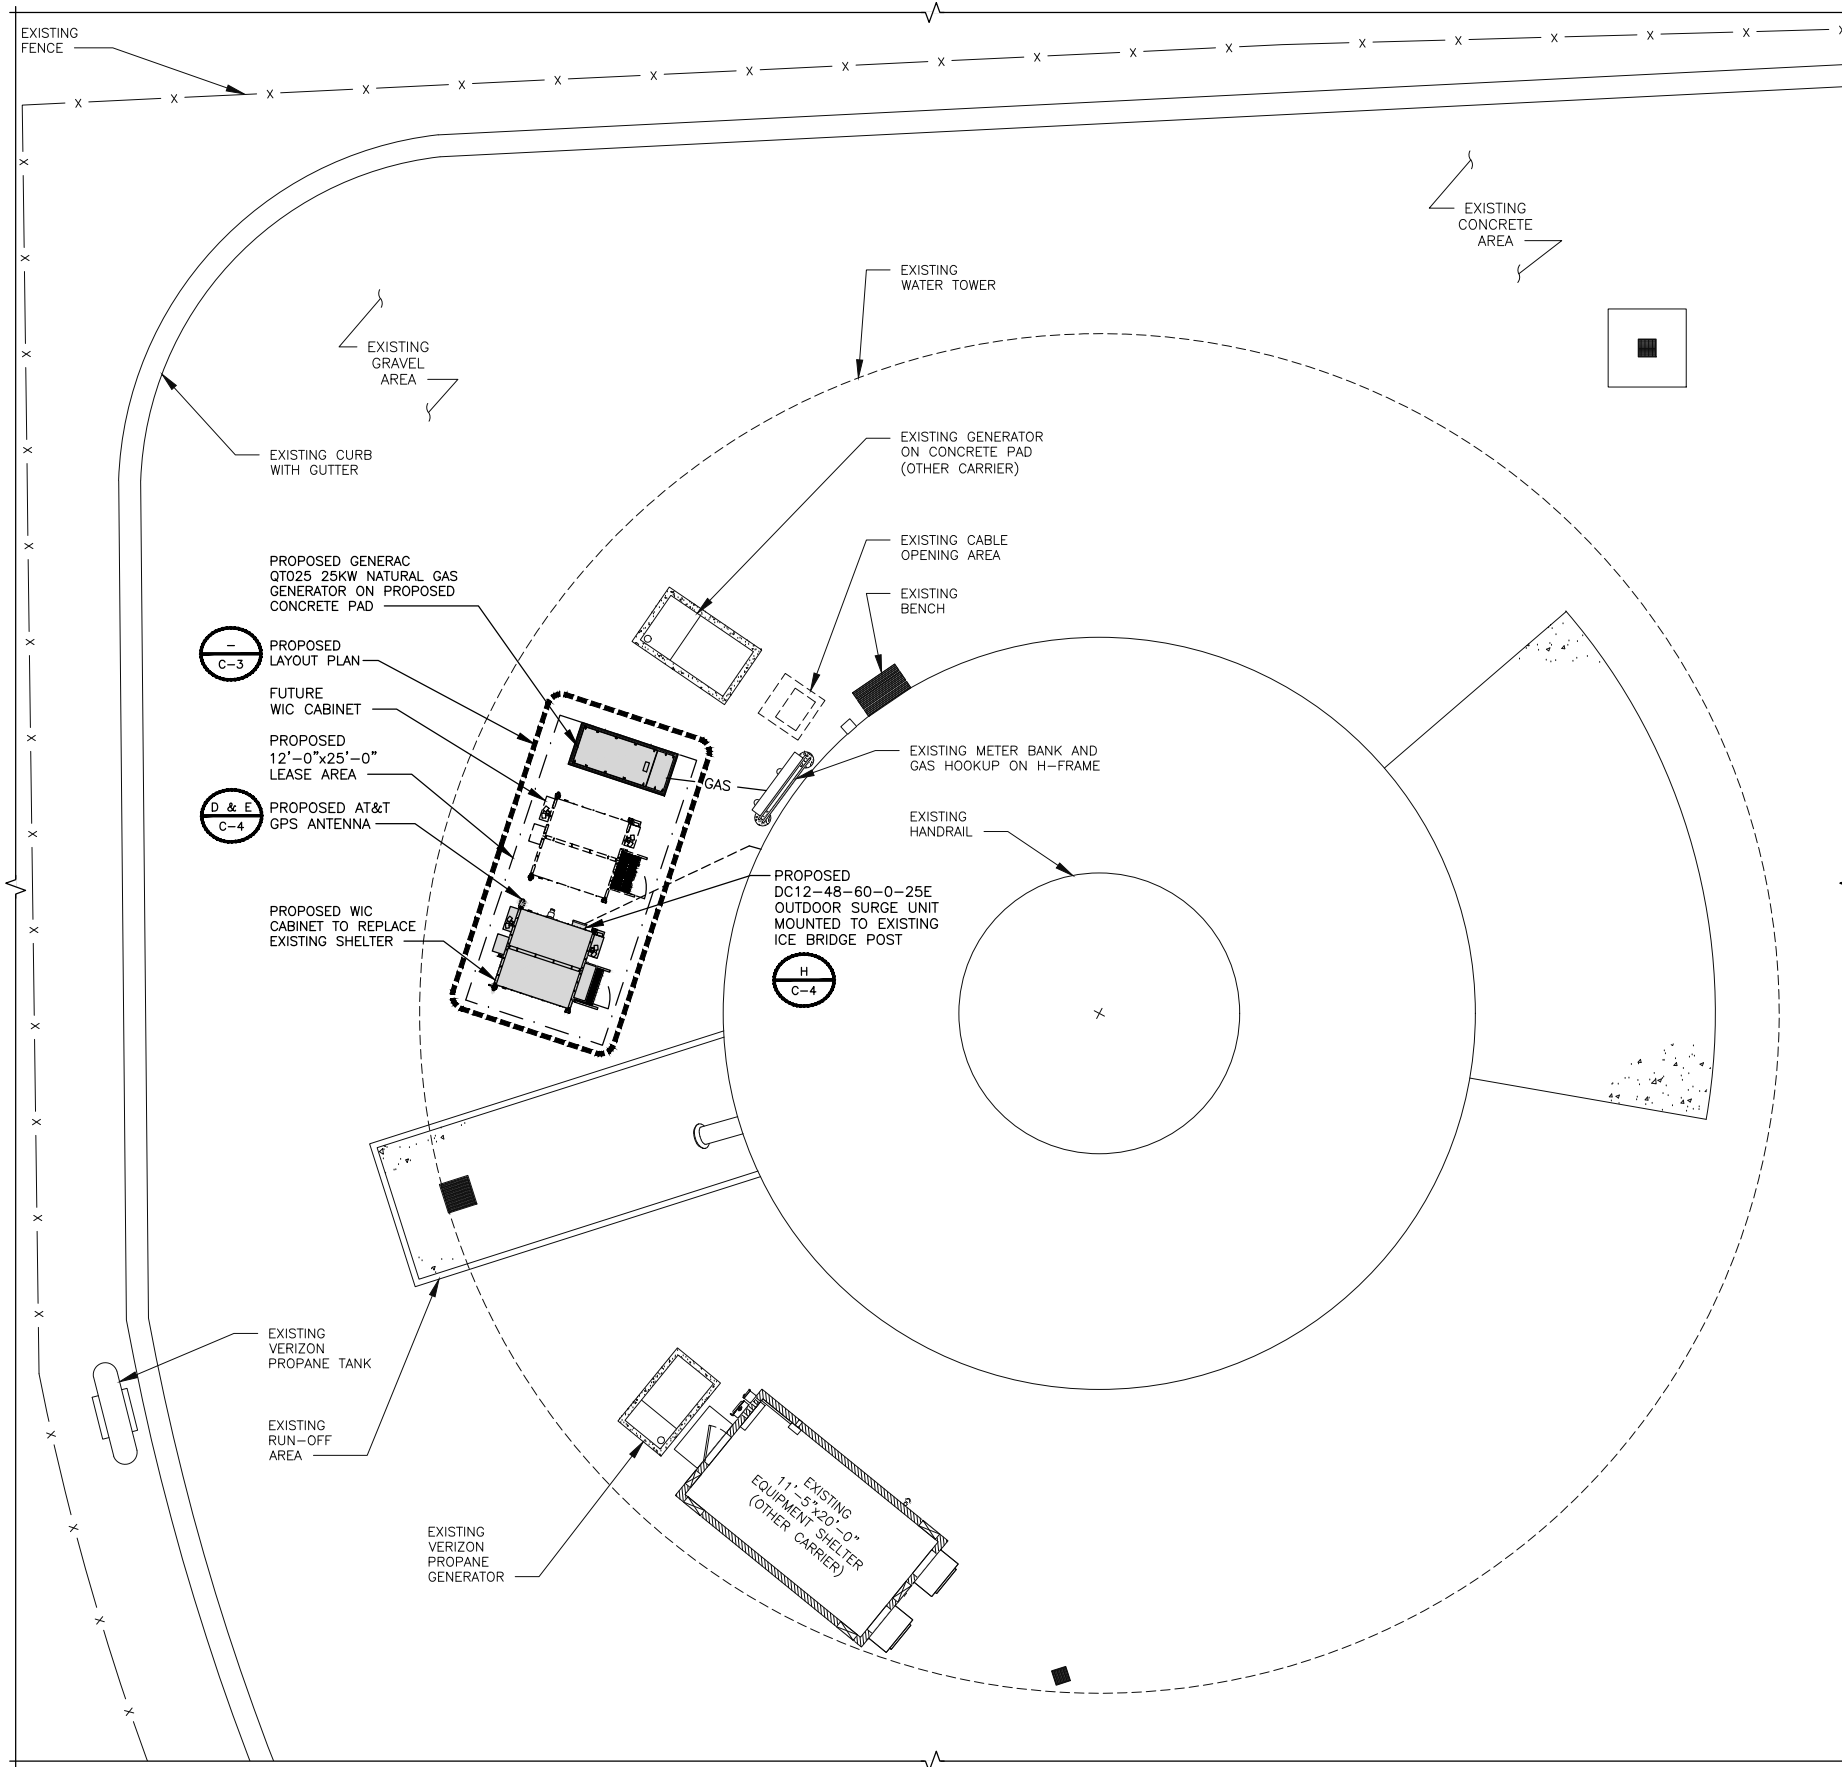 EXISTING
FENCE
EXISTING
CONCRETE
AREA
EXISTING
WATER TOWER
EXISTING
GRAVEL
AREA
EXISTING CURB
WITH GUTTER
EXISTING GENERATOR
ON CONCRETE PAD
(OTHER CARRIER)
EXISTING CABLE
OPENING AREA
EXISTING
BENCH
PROPOSED GENERAC
QT025 25KW NATURAL GAS
GENERATOR ON PROPOSED
CONCRETE PAD
–
C-3
PROPOSED
LAYOUT PLAN
FUTURE
WIC CABINET
PROPOSED
12'-0"x25'-0"
LEASE AREA
D & E
C-4
PROPOSED AT&T
GPS ANTENNA
GAS
EXISTING METER BANK AND
GAS HOOKUP ON H-FRAME
EXISTING
HANDRAIL
PROPOSED
DC12-48-60-0-25E
OUTDOOR SURGE UNIT
MOUNTED TO EXISTING
ICE BRIDGE POST
H
C-4
PROPOSED WIC
CABINET TO REPLACE
EXISTING SHELTER
EXISTING
VERIZON
PROPANE TANK
EXISTING
RUN-OFF
AREA
EXISTING
VERIZON
PROPANE
GENERATOR
EXISTING
11'-5"x20'-0"
EQUIPMENT SHELTER
(OTHER CARRIER)